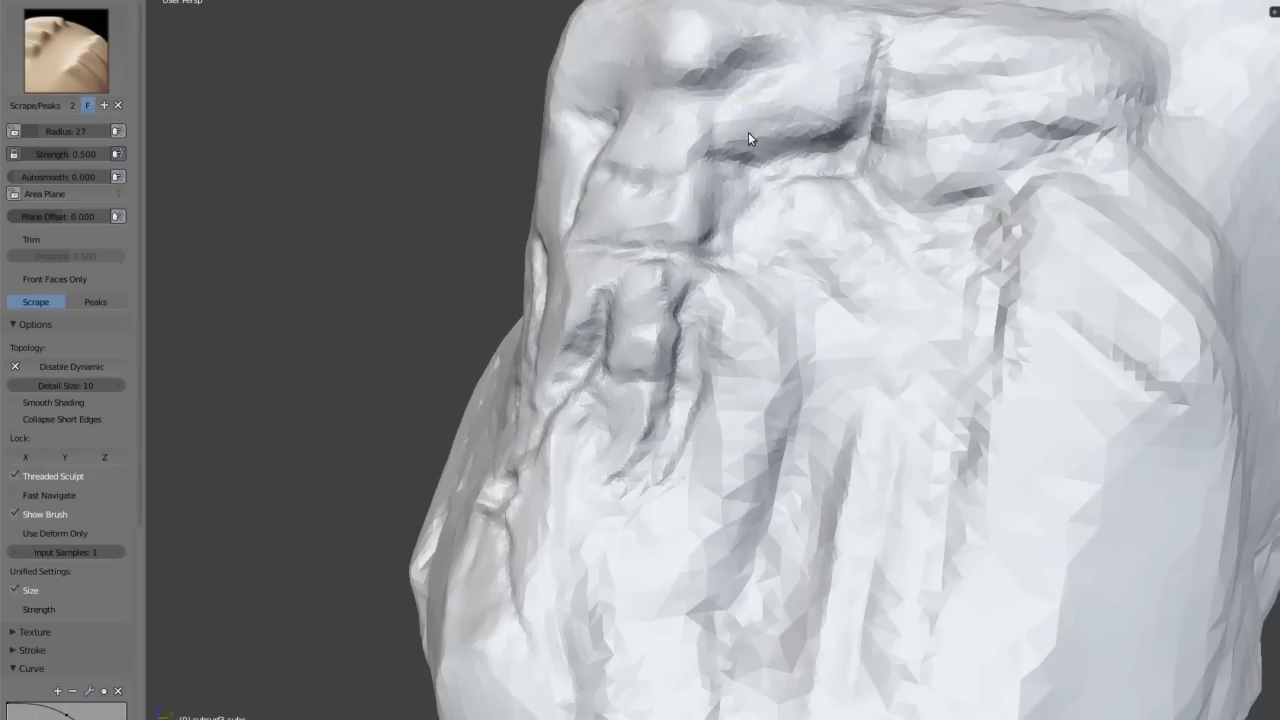 User Persp
Scrape/Peaks 2 F
Radius: 27
Strength 0.500
Autosmooth: 0.000
Area Plane
Plane Offset: 0.000
Trim
Distance: 0.500
Front Faces Only
Scrape Peaks
Options
Topology:
Disable Dynamic
Detail Size: 10
Smooth Shading
Collapse Short Edges
Lock:
X Y Z
Threaded Sculpt
Fast Navigate
Show Brush
Use Deform Only
Input Samples: 1
Unified Settings:
Size
Strength
Texture
Stroke
Curve